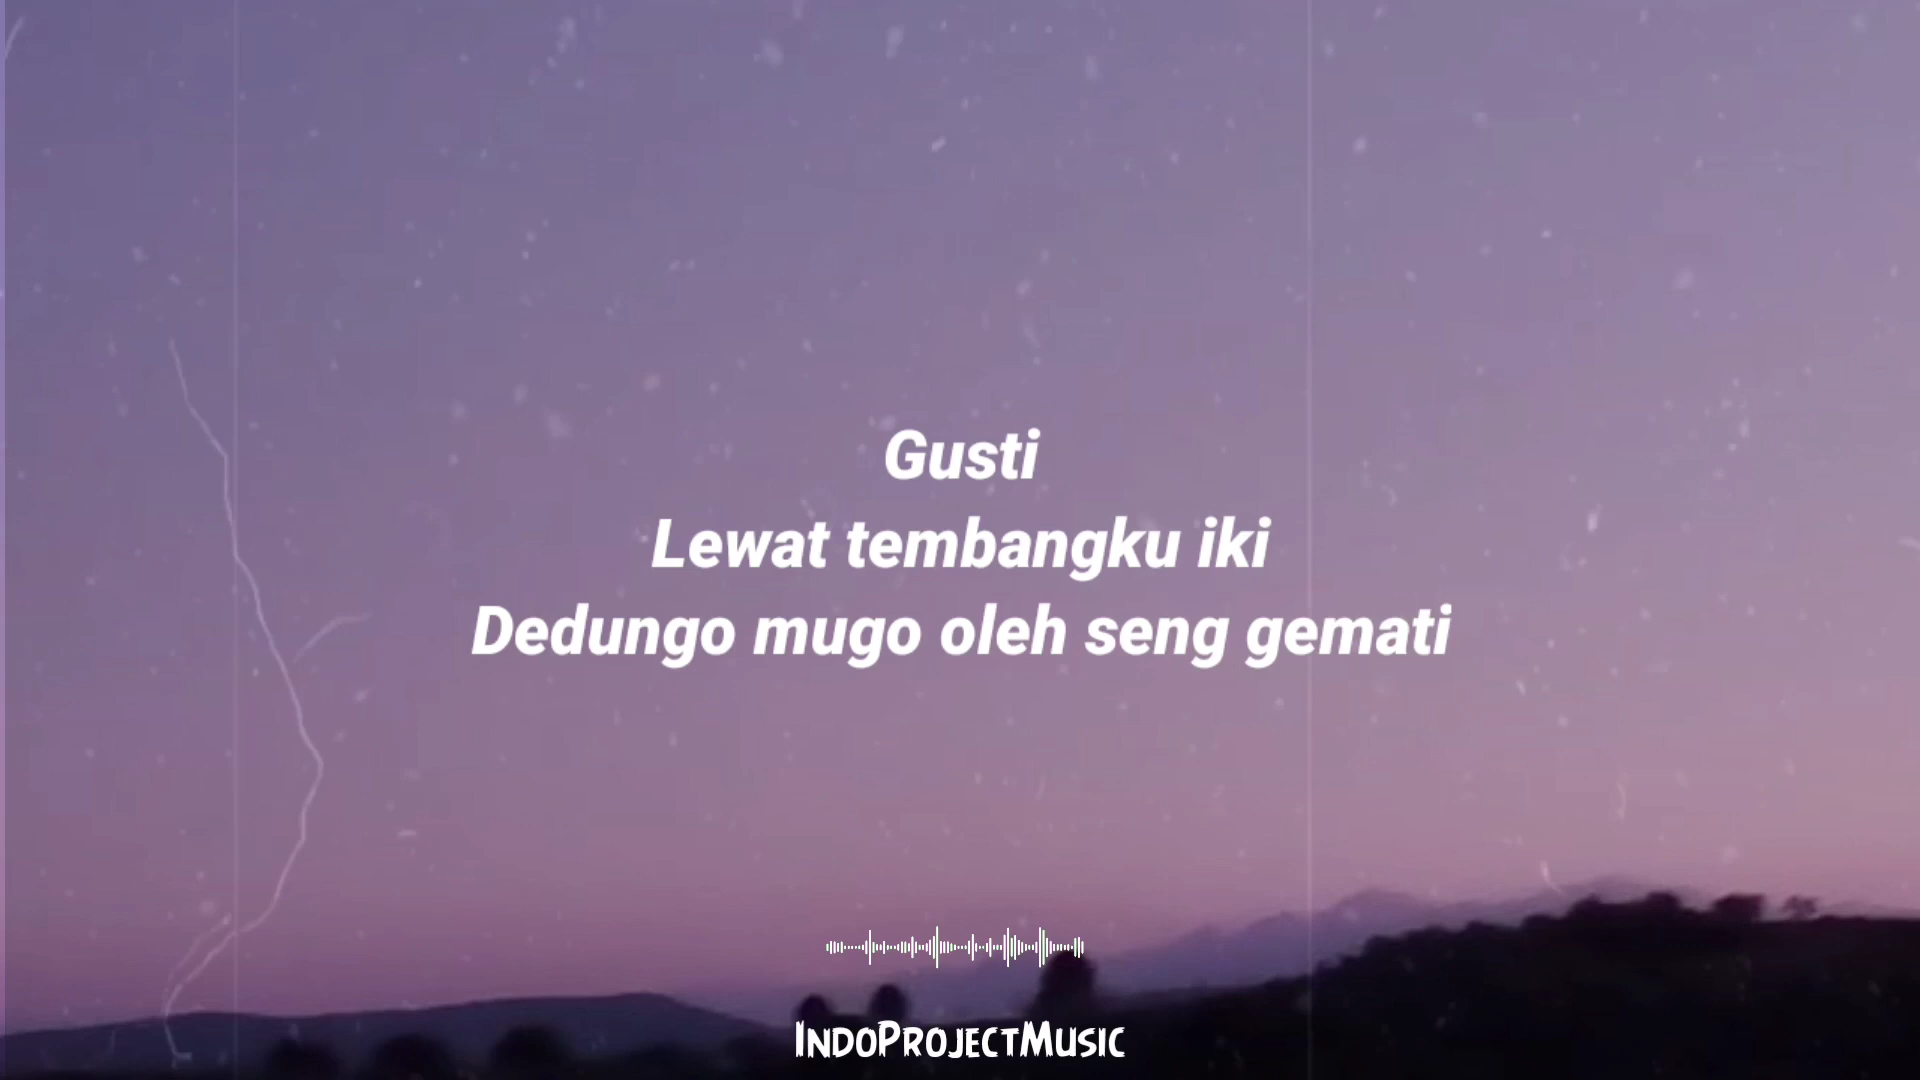 Gusti
Lewat tembangku iki
Dedungo mugo oleh seng gemati
IndoProjectMusic